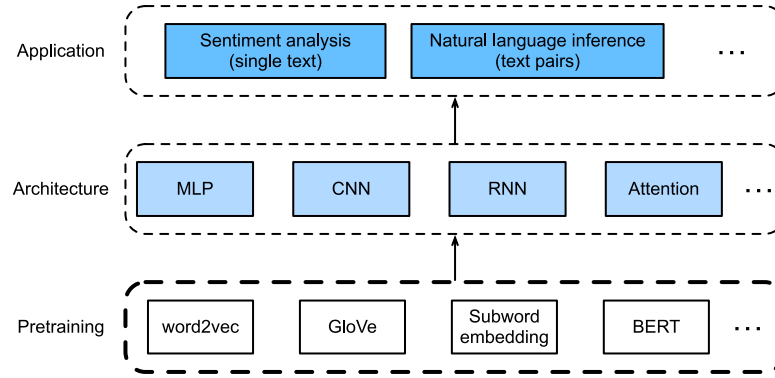 Application
Sentiment analysis
(single text)
Natural language inference
(text pairs)
...
Architecture
MLP
CNN
RNN
Attention
...
Pretraining
word2vec
GloVe
Subword
embedding
BERT
...